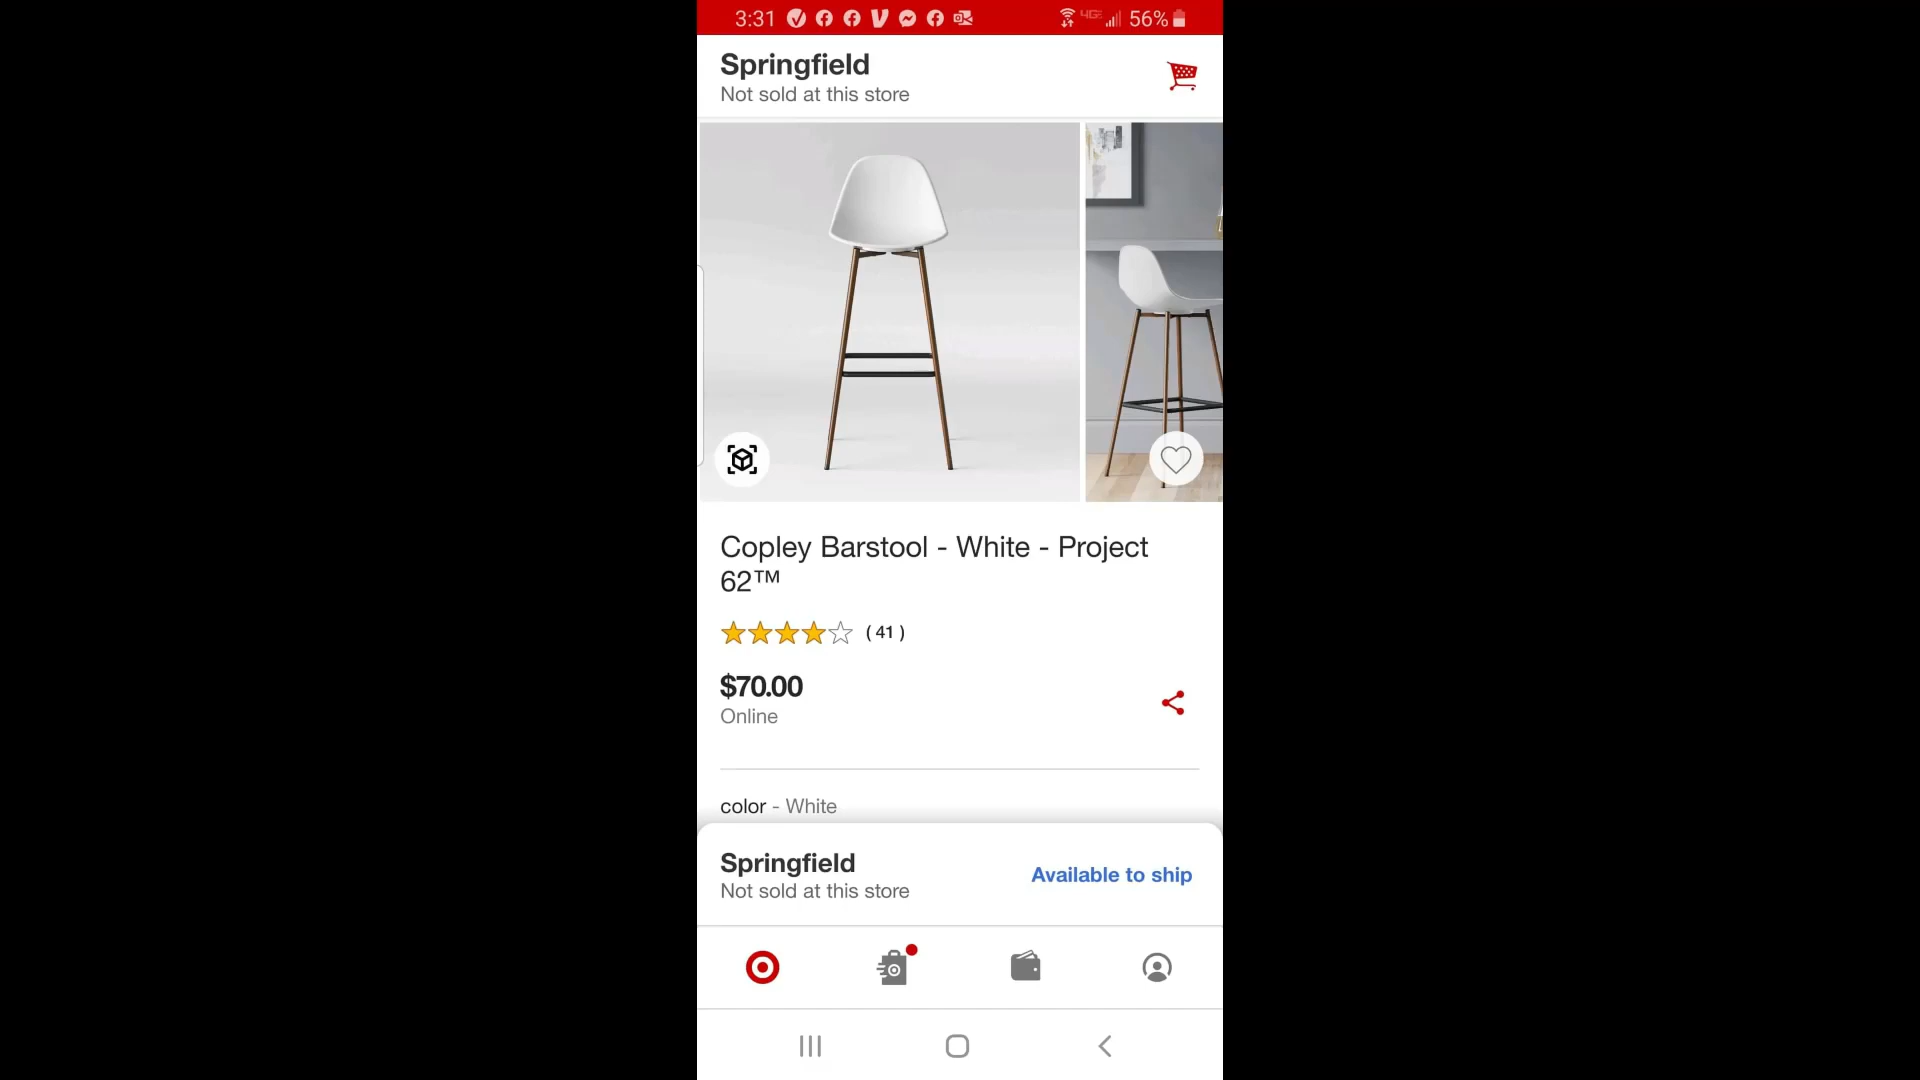 3:31
56%
Springfield
Not sold at this store
Copley Barstool - White - Project
62™
( 41 )
$70.00
Online
color - White
Springfield
Not sold at this store
Available to ship